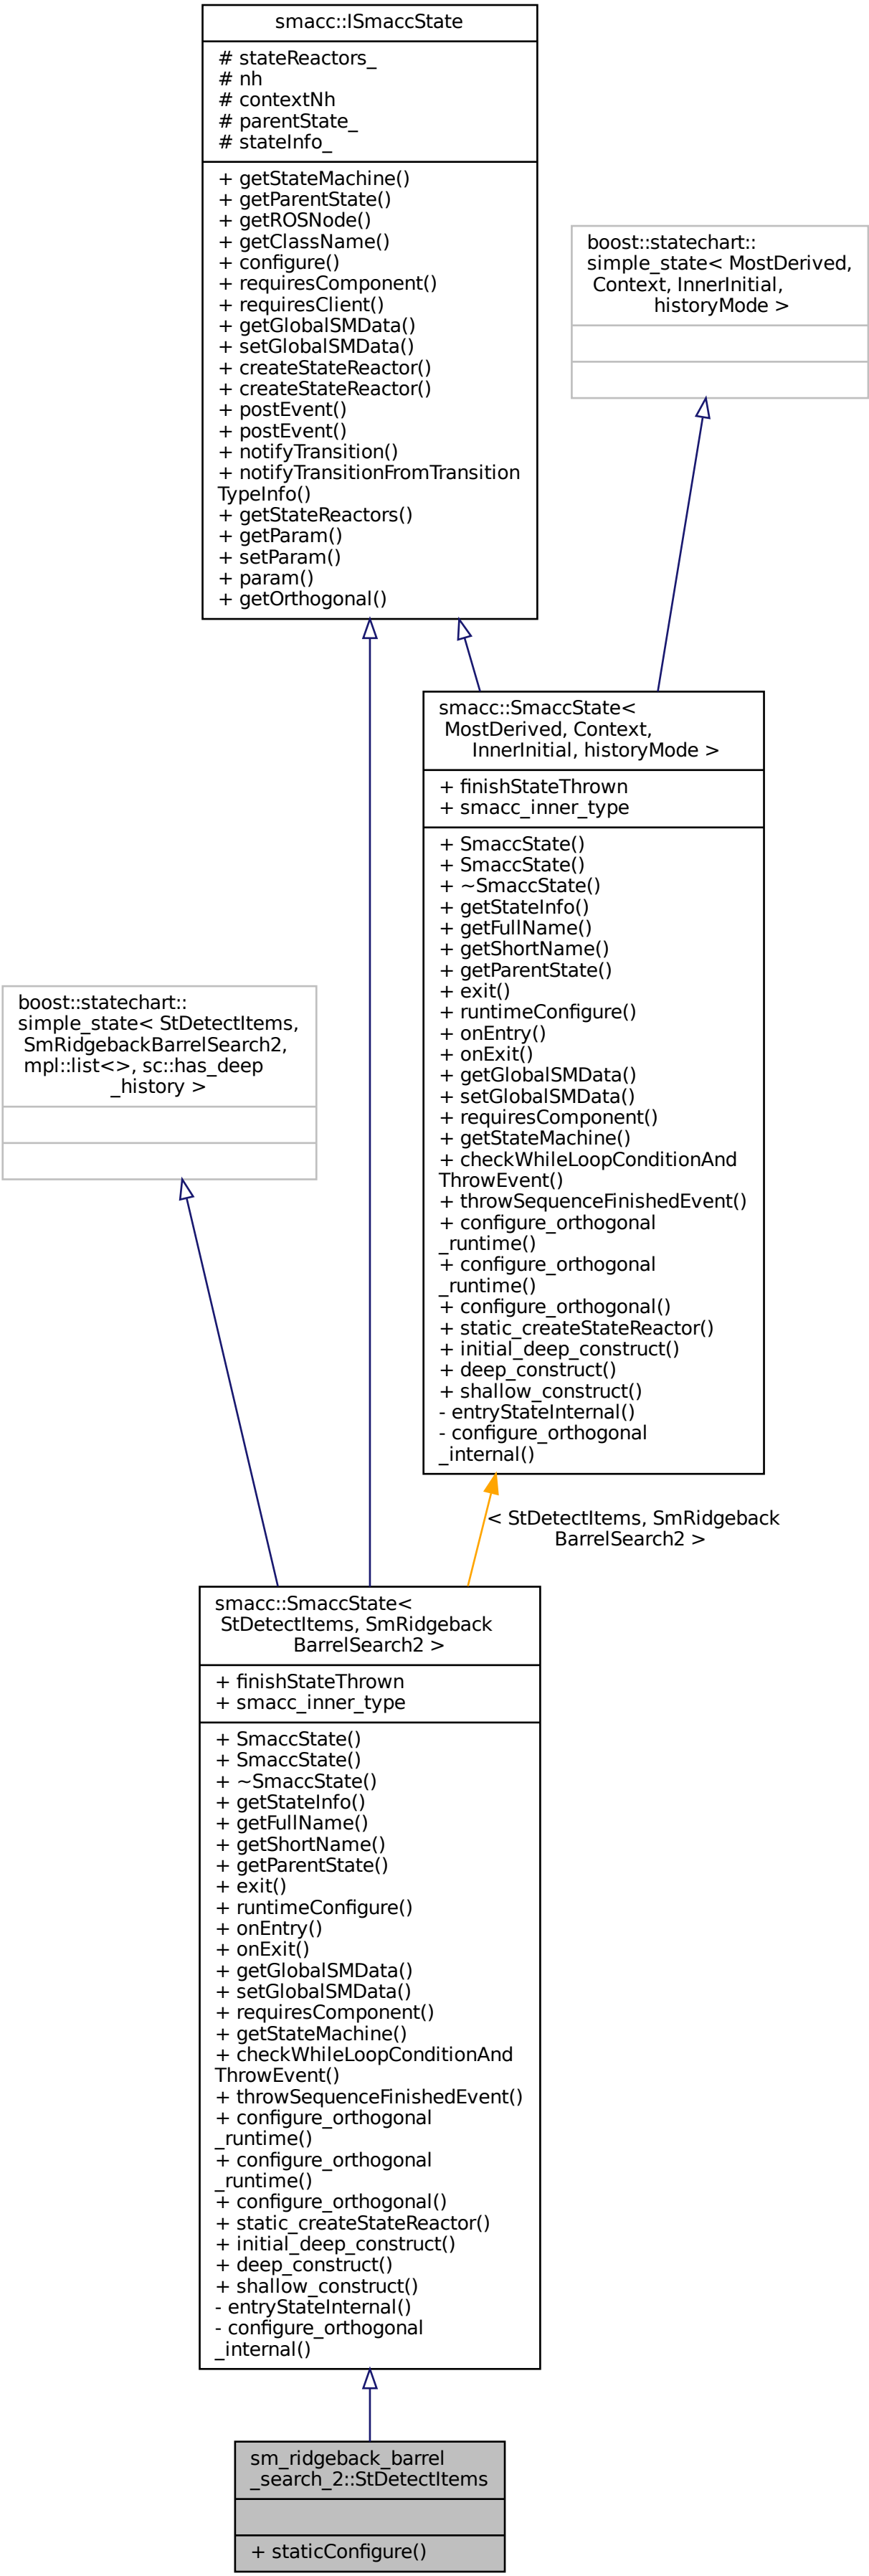 smacc::ISmaccState
# stateReactors_
# nh
# contextNh
# parentState_
# stateInfo_
+ getStateMachine()
+ getParentState()
+ getROSNode()
+ getClassName()
+ configure()
+ requiresComponent()
+ requiresClient()
+ getGlobalSMData()
+ setGlobalSMData()
+ createStateReactor()
+ createStateReactor()
+ postEvent()
+ postEvent()
+ notifyTransition()
+ notifyTransitionFromTransition
TypeInfo()
+ getStateReactors()
+ getParam()
+ setParam()
+ param()
+ getOrthogonal()
boost::statechart::
simple_state< MostDerived,
Context, InnerInitial,
historyMode >
smacc::SmaccState<
MostDerived, Context,
InnerInitial, historyMode >
+ finishStateThrown
+ smacc_inner_type
+ SmaccState()
+ SmaccState()
+ ~SmaccState()
+ getStateInfo()
+ getFullName()
+ getShortName()
+ getParentState()
+ exit()
+ runtimeConfigure()
+ onEntry()
+ onExit()
+ getGlobalSMData()
+ setGlobalSMData()
+ requiresComponent()
+ getStateMachine()
+ checkWhileLoopConditionAnd
ThrowEvent()
+ throwSequenceFinishedEvent()
+ configure_orthogonal
_runtime()
+ configure_orthogonal
_runtime()
+ configure_orthogonal()
+ static_createStateReactor()
+ initial_deep_construct()
+ deep_construct()
+ shallow_construct()
- entryStateInternal()
- configure_orthogonal
_internal()
boost::statechart::
simple_state< StDetectItems,
SmRidgebackBarrelSearch2,
mpl::list<>, sc::has_deep
_history >
< StDetectItems, SmRidgeback
BarrelSearch2 >
smacc::SmaccState<
StDetectItems, SmRidgeback
BarrelSearch2 >
+ finishStateThrown
+ smacc_inner_type
+ SmaccState()
+ SmaccState()
+ ~SmaccState()
+ getStateInfo()
+ getFullName()
+ getShortName()
+ getParentState()
+ exit()
+ runtimeConfigure()
+ onEntry()
+ onExit()
+ getGlobalSMData()
+ setGlobalSMData()
+ requiresComponent()
+ getStateMachine()
+ checkWhileLoopConditionAnd
ThrowEvent()
+ throwSequenceFinishedEvent()
+ configure_orthogonal
_runtime()
+ configure_orthogonal
_runtime()
+ configure_orthogonal()
+ static_createStateReactor()
+ initial_deep_construct()
+ deep_construct()
+ shallow_construct()
- entryStateInternal()
- configure_orthogonal
_internal()
sm_ridgeback_barrel
_search_2::StDetectItems
+ staticConfigure()